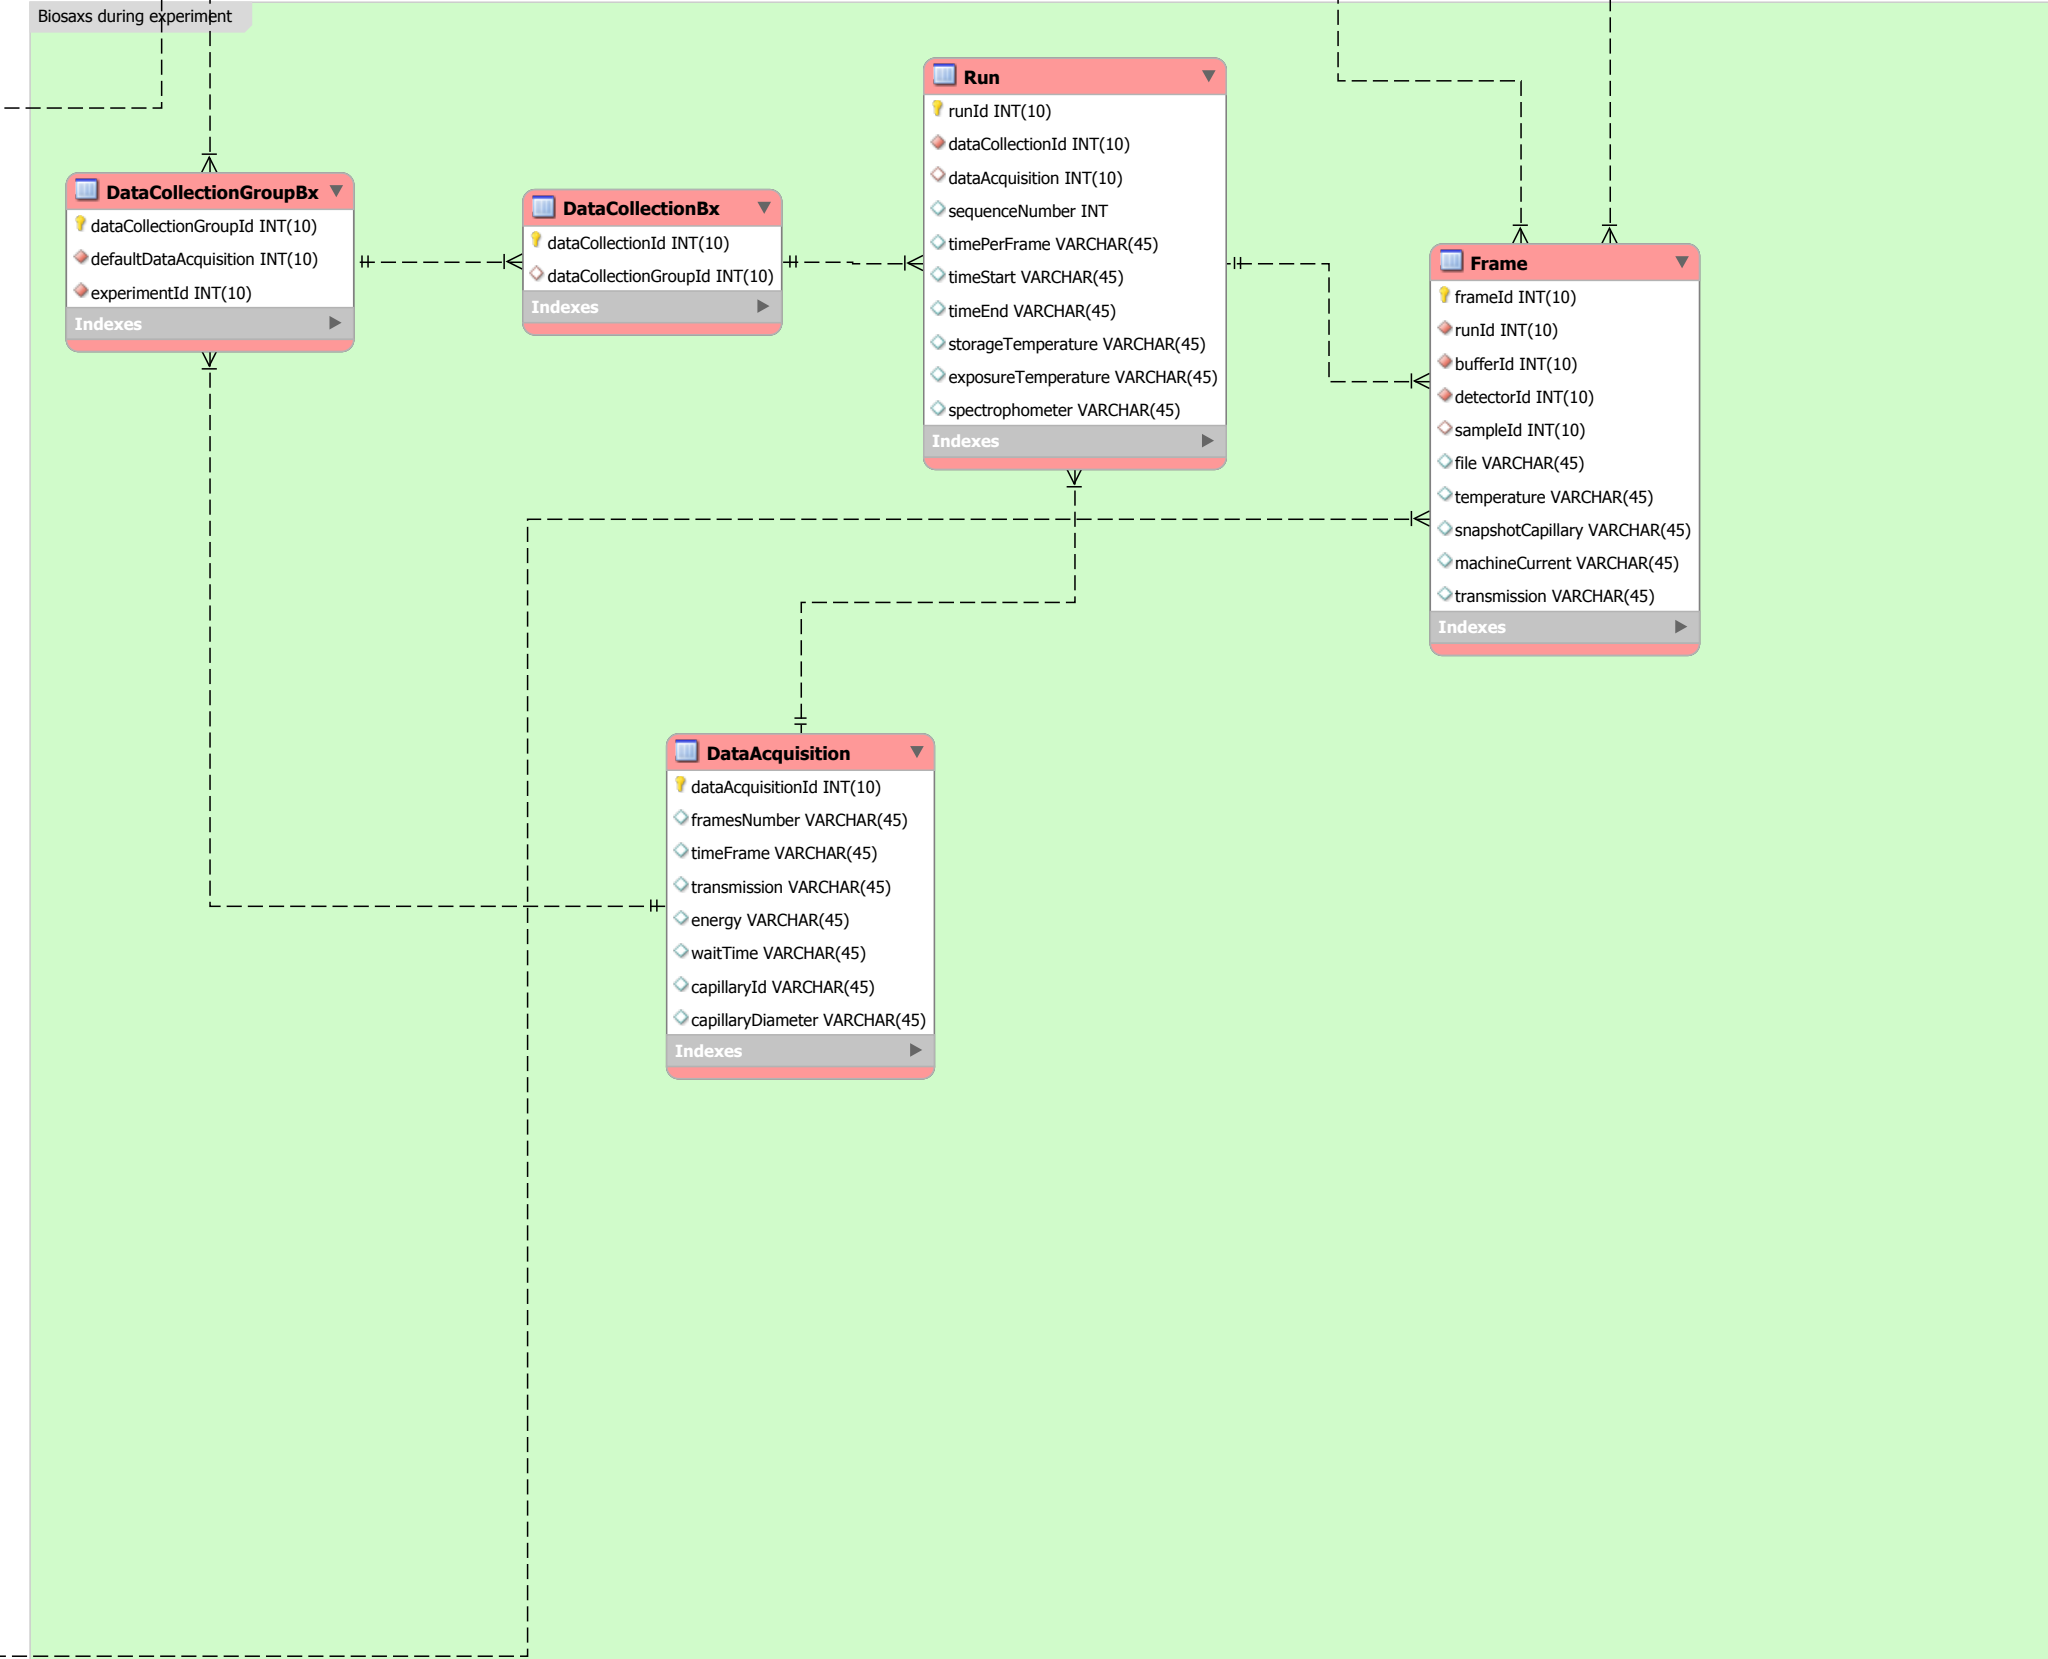 Biosaxs during experiment
DataCollectionGroupBx
dataCollectionGroupId INT(10)
defaultDataAcquisition INT(10)
experimentId INT(10)
Indexes
DataCollectionBx
dataCollectionId INT(10)
dataCollectionGroupId INT(10)
Indexes
Run
runId INT(10)
dataCollectionId INT(10)
dataAcquisition INT(10)
sequenceNumber INT
timePerFrame VARCHAR(45)
timeStart VARCHAR(45)
timeEnd VARCHAR(45)
storageTemperature VARCHAR(45)
exposureTemperature VARCHAR(45)
spectrophometer VARCHAR(45)
Indexes
Frame
frameId INT(10)
runId INT(10)
bufferId INT(10)
detectorId INT(10)
sampleId INT(10)
file VARCHAR(45)
temperature VARCHAR(45)
snapshotCapillary VARCHAR(45)
machineCurrent VARCHAR(45)
transmission VARCHAR(45)
Indexes
DataAcquisition
dataAcquisitionId INT(10)
framesNumber VARCHAR(45)
timeFrame VARCHAR(45)
transmission VARCHAR(45)
energy VARCHAR(45)
waitTime VARCHAR(45)
capillaryId VARCHAR(45)
capillaryDiameter VARCHAR(45)
Indexes